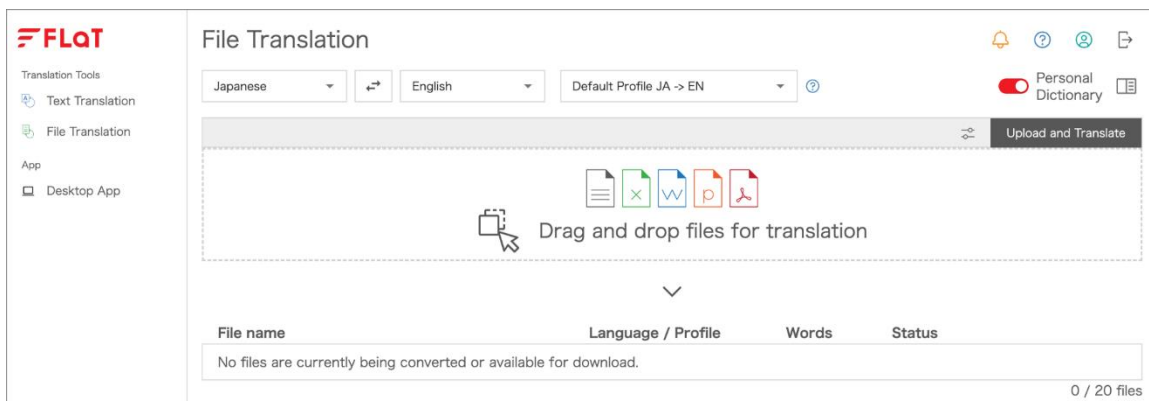 FLaT
File Translation
Translation Tools
Text Translation
File Translation
App
Desktop App
Japanese
English
Default Profile JA -> EN
Personal
Dictionary
Upload and Translate
Drag and drop files for translation
File name Language / Profile Words Status
No files are currently being converted or available for download.
0 / 20 files